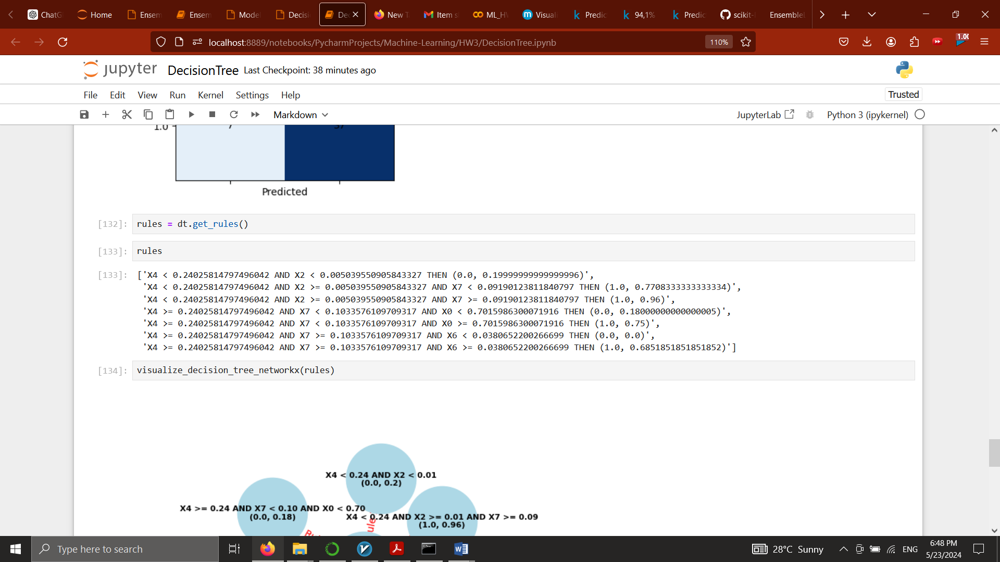 ChatG
Home
Ensem
Ensem
Model
Decisi
Dec
New Ta
Item s
ML_HV
Visual
Predic
94,1%
Predic
scikit-l
Ensemble
localhost:8889/notebooks/PycharmProjects/Machine-Learning/HW3/DecisionTree.ipynb
110%
1.00
jupyter
DecisionTree
Last Checkpoint: 38 minutes ago
File
Edit
View
Run
Kernel
Settings
Help
Trusted
Markdown
JupyterLab
Python 3 (ipykernel)
1.0
7
37
Predicted
[132]:
rules = dt.get_rules()
[133]:
rules
[133]:
['X4 < 0.24025814797496042 AND X2 < 0.005039550905843327 THEN (0.0, 0.19999999999999996)',
'X4 < 0.24025814797496042 AND X2 >= 0.005039550905843327 AND X7 < 0.09190123811840797 THEN (1.0, 0.7708333333333334)',
'X4 < 0.24025814797496042 AND X2 >= 0.005039550905843327 AND X7 >= 0.09190123811840797 THEN (1.0, 0.96)',
'X4 >= 0.24025814797496042 AND X7 < 0.1033576109709317 AND X0 < 0.7015986300071916 THEN (0.0, 0.18000000000000005)',
'X4 >= 0.24025814797496042 AND X7 < 0.1033576109709317 AND X0 >= 0.7015986300071916 THEN (1.0, 0.75)',
'X4 >= 0.24025814797496042 AND X7 >= 0.1033576109709317 AND X6 < 0.0380652200266699 THEN (0.0, 0.0)',
'X4 >= 0.24025814797496042 AND X7 >= 0.1033576109709317 AND X6 >= 0.0380652200266699 THEN (1.0, 0.6851851851851852)']
[134]:
visualize_decision_tree_networkx(rules)
X4 < 0.24 AND X2 < 0.01
(0.0, 0.2)
X4 >= 0.24 AND X7 < 0.10 AND X0 < 0.70
(0.0, 0.18)
X4 < 0.24 AND X2 >= 0.01 AND X7 >= 0.09
(1.0, 0.96)
ule
Type here to search
28°C Sunny
ENG
6:48 PM
5/23/2024